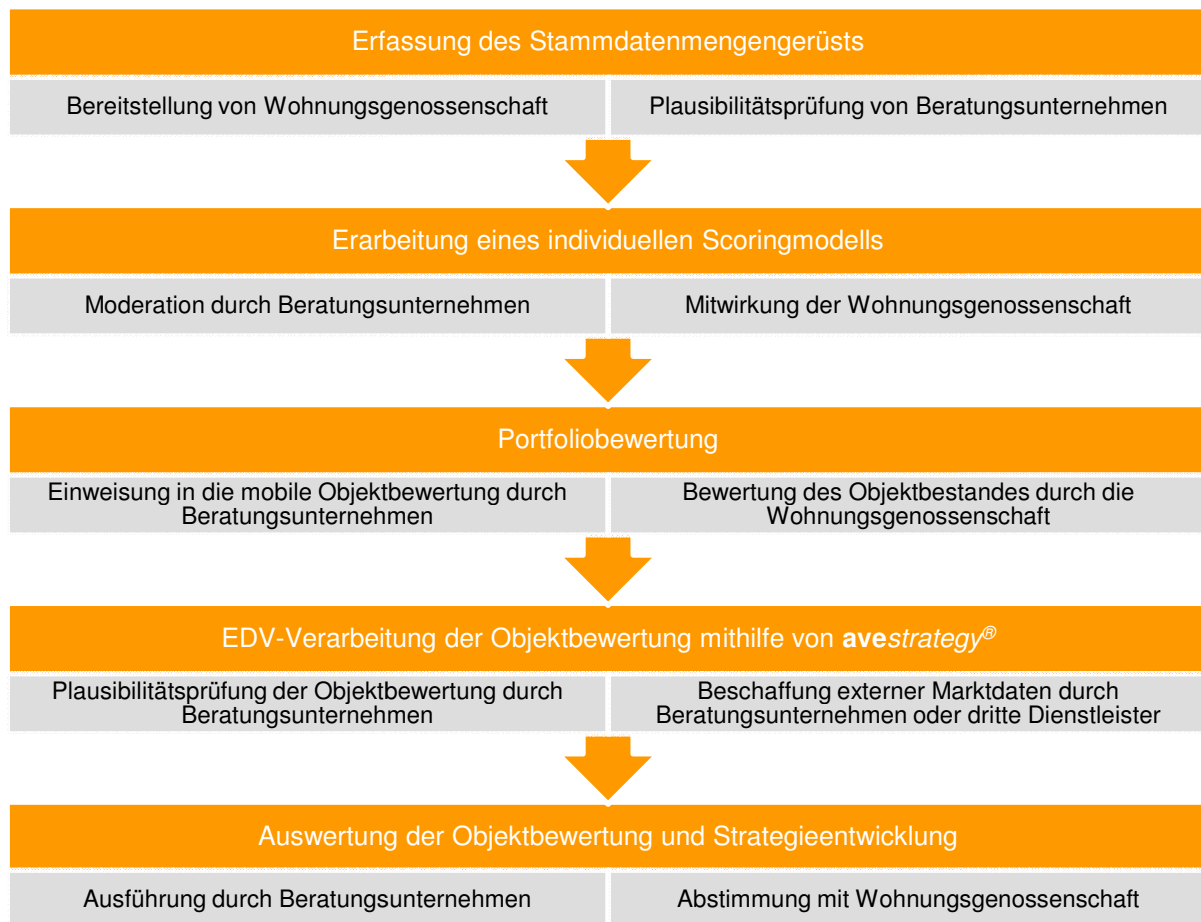 Erfassung des Stammdatenmengengerüsts
Bereitstellung von Wohnungsgenossenschaft
Plausibilitätsprüfung von Beratungsunternehmen
Erarbeitung eines individuellen Scoringmodells
Moderation durch Beratungsunternehmen
Mitwirkung der Wohnungsgenossenschaft
Portfoliobewertung
Einweisung in die mobile Objektbewertung durch
Beratungsunternehmen
Bewertung des Objektbestandes durch die
Wohnungsgenossenschaft
EDV-Verarbeitung der Objektbewertung mithilfe von avestrategy®
Plausibilitätsprüfung der Objektbewertung durch
Beratungsunternehmen
Beschaffung externer Marktdaten durch
Beratungsunternehmen oder dritte Dienstleister
Auswertung der Objektbewertung und Strategieentwicklung
Ausführung durch Beratungsunternehmen
Abstimmung mit Wohnungsgenossenschaft